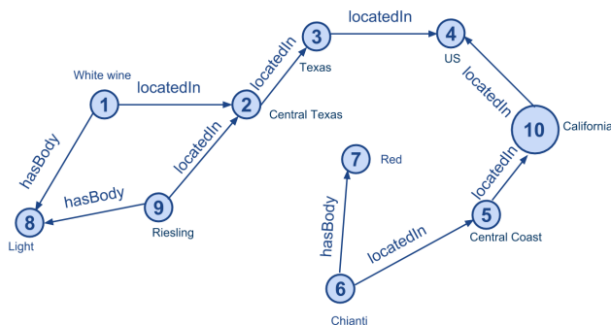 locatedIn
3
4
locatedIn
Texas
US
White wine
locatedIn
locatedIn
1
2
Central Texas
10
California
hasBody
locatedIn
7
Red
locatedIn
hasBody
8
9
5
Light
Riesling
Central Coast
hasBody
locatedIn
6
Chianti